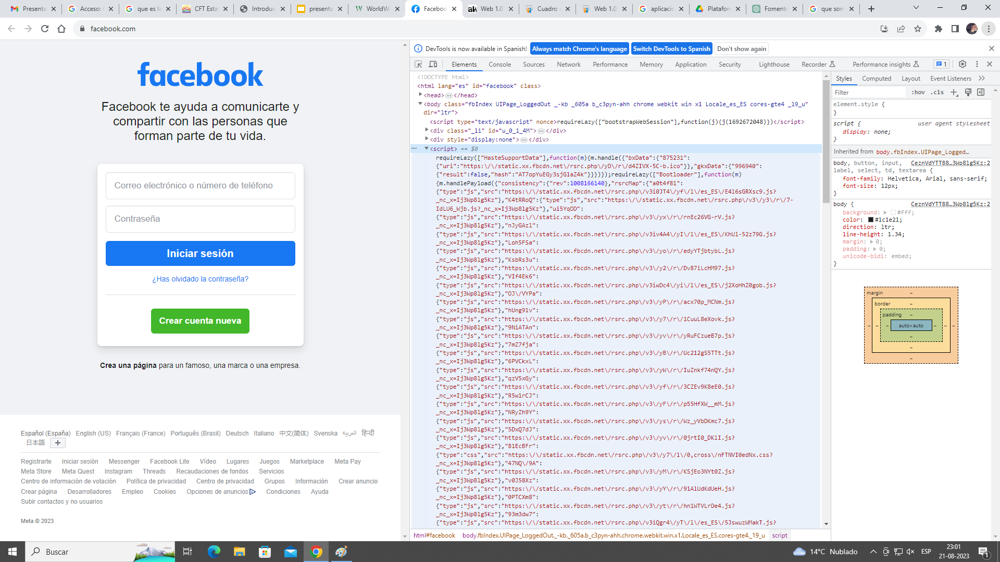 Presenta
Acceso: 
que es la
CFT Esta
Introduc
presenta
WorldWi
Faceboo
Web 1.0
Cuadro
Web 1.0,
aplicacio
Platafor
Foment
que son
facebook.com
facebook
Facebook te ayuda a comunicarte y
compartir con las personas que
forman parte de tu vida.
Correo electrónico o número de teléfono
Contraseña
Iniciar sesión
¿Has olvidado la contraseña?
Crear cuenta nueva
Crea una página para un famoso, una marca o una empresa.
Español (España) English (US) Français (France) Português (Brasil) Deutsch Italiano 中文(简体) Svenska العربية हिन्दी
日本語 +
Registrarte Iniciar sesión Messenger Facebook Lite Vídeo Lugares Juegos Marketplace Meta Pay
Meta Store Meta Quest Instagram Threads Recaudaciones de fondos Servicios
Centro de información de votación Política de privacidad Centro de privacidad Grupos Información Crear anuncio
Crear página Desarrolladores Empleo Cookies Opciones de anuncios Condiciones Ayuda
Subir contactos y no usuarios
Meta © 2023
DevTools is now available in Spanish! Always match Chrome's language Switch DevTools to Spanish Don't show again
Elements Console Sources Network Performance Memory Application Security Lighthouse Recorder Performance insights 1
<!DOCTYPE html>
<html lang="es" id="facebook" class>
<head> … </head>
<body class="fbIndex UIPage_LoggedOut _-kb _605a b_c3pyn-ahh chrome webkit win x1 Locale_es_ES cores-gte4 _19_u"
dir="ltr">
<script type="text/javascript" nonce>requireLazy(["bootstrapWebSession"],function(j){j(1692672048)})</script>
<div class="_li" id="u_0_1_4M"> … </div>
<div style="display:none"> … </div>
<script> == $0
requireLazy(["HasteSupportData"],function(m){m.handle({"bxData":{"875231":
{"uri":"https:\/\/static.xx.fbcdn.net\/rsrc.php\/yD\/r\/d4ZIVX-5C-b.ico"}},"gkxData":{"996940":
{"result":false,"hash":"AT7opYuEGy3sjG1aZ4k"}}})});requireLazy(["Bootloader"],function(m)
{m.handlePayload({"consistency":{"rev":1008166140},"rsrcMap":{"a0t4f81":
{"type":"js","src":"https:\/\/static.xx.fbcdn.net\/rsrc.php\/v3i0JT4\/yf\/l\/es_ES\/E4l6sGRXsc9.js?
_nc_x=Ij3Wp8lg5Kz"},"K4tRRoQ":{"type":"js","src":"https:\/\/static.xx.fbcdn.net\/rsrc.php\/v3\/y3\/r\/7-
IdLU6_Wjb.js?_nc_x=Ij3Wp8lg5Kz"},"ui5YqOD":
{"type":"js","src":"https:\/\/static.xx.fbcdn.net\/rsrc.php\/v3\/yx\/r\/rnEc26VG-rV.js?
_nc_x=Ij3Wp8lg5Kz"},"nJyGAzl":
{"type":"js","src":"https:\/\/static.xx.fbcdn.net\/rsrc.php\/v3iv4A4\/yI\/l\/es_ES\/KhUl-52z79G.js?
_nc_x=Ij3Wp8lg5Kz"},"Loh5FSa":
{"type":"js","src":"https:\/\/static.xx.fbcdn.net\/rsrc.php\/v3\/yo\/r\/edyYTjbtybL.js?
_nc_x=Ij3Wp8lg5Kz"},"KsbRs3u":
{"type":"js","src":"https:\/\/static.xx.fbcdn.net\/rsrc.php\/v3\/y2\/r\/Dv87iLcHM97.js?
_nc_x=Ij3Wp8lg5Kz"},"VIf4Ek6":
{"type":"js","src":"https:\/\/static.xx.fbcdn.net\/rsrc.php\/v3iwDc4\/yi\/l\/es_ES\/j2XoHhZ0gob.js?
_nc_x=Ij3Wp8lg5Kz"},"OJ\/VYPa":
{"type":"js","src":"https:\/\/static.xx.fbcdn.net\/rsrc.php\/v3\/yP\/r\/acx70p_MCNm.js?
_nc_x=Ij3Wp8lg5Kz"},"hUng91v":
{"type":"js","src":"https:\/\/static.xx.fbcdn.net\/rsrc.php\/v3\/y7\/r\/1CuuL8eXovk.js?
_nc_x=Ij3Wp8lg5Kz"},"9NiATAn":
{"type":"js","src":"https:\/\/static.xx.fbcdn.net\/rsrc.php\/v3\/yv\/r\/yRuFCzueB7p.js?
_nc_x=Ij3Wp8lg5Kz"},"7mZ7fja":
{"type":"js","src":"https:\/\/static.xx.fbcdn.net\/rsrc.php\/v3\/yB\/r\/Uc212gS5TTt.js?
_nc_x=Ij3Wp8lg5Kz"},"6PVCkxL":
{"type":"js","src":"https:\/\/static.xx.fbcdn.net\/rsrc.php\/v3\/yW\/r\/IuZnkf74nQY.js?
_nc_x=Ij3Wp8lg5Kz"},"qzV5xGy":
{"type":"js","src":"https:\/\/static.xx.fbcdn.net\/rsrc.php\/v3\/yf\/r\/3CZEv9K8eE0.js?
_nc_x=Ij3Wp8lg5Kz"},"R5w1rCJ":
{"type":"js","src":"https:\/\/static.xx.fbcdn.net\/rsrc.php\/v3\/yF\/r\/p55HfXW__mM.js?
_nc_x=Ij3Wp8lg5Kz"},"NRyZh9Y":
{"type":"js","src":"https:\/\/static.xx.fbcdn.net\/rsrc.php\/v3\/ys\/r\/Wz_yVbDKmc7.js?
_nc_x=Ij3Wp8lg5Kz"},"5DxQ7dJ":
{"type":"js","src":"https:\/\/static.xx.fbcdn.net\/rsrc.php\/v3\/yv\/r\/0jrtI0_DKlI.js?
_nc_x=Ij3Wp8lg5Kz"},"81EcBFr":
{"type":"css","src":"https:\/\/static.xx.fbcdn.net\/rsrc.php\/v3\/y7\/l\/0,cross\/nFTNVI0edNx.css?
_nc_x=Ij3Wp8lg5Kz"},"47NQ\/9A":
{"type":"js","src":"https:\/\/static.xx.fbcdn.net\/rsrc.php\/v3\/yM\/r\/KSjEo3NYt0Z.js?
_nc_x=Ij3Wp8lg5Kz"},"v0J58Xz":
{"type":"js","src":"https:\/\/static.xx.fbcdn.net\/rsrc.php\/v3\/yY\/r\/91AlUdKdUeH.js?
_nc_x=Ij3Wp8lg5Kz"},"0PTCXm8":
{"type":"js","src":"https:\/\/static.xx.fbcdn.net\/rsrc.php\/v3\/yt\/r\/hn1WTVLrDe4.js?
_nc_x=Ij3Wp8lg5Kz"},"93m3dw7":
{"type":"js","src":"https:\/\/static.xx.fbcdn.net\/rsrc.php\/v3iQgr4\/yT\/l\/es_ES\/5JswuzWMakT.js?
html#facebook body.fbIndex.UIPage_LoggedOut._-kb._605a.b_c3pyn-ahh.chrome.webkit.win.x1.Locale_es_ES.cores-gte4._19_u script
Styles Computed Layout Event Listeners
Filter :hov .cls
element.style {
}
script { user agent stylesheet
display: none;
}
Inherited from body.fbIndex.UIPage_Logged…
body, button, input, CeznVdYTT88…3Wp8lg5Kz:2
label, select, td, textarea {
font-family: Helvetica, Arial, sans-serif;
font-size: 12px;
}
body { CeznVdYTT88…3Wp8lg5Kz:2
background: #fff;
color: #1c1e21;
direction: ltr;
line-height: 1.34;
margin: 0;
padding: 0;
unicode-bidi: embed;
}
margin -
border -
padding -
- - - auto×auto - - -
-
-
-
Buscar
14°C Nublado
ESP
23:01
21-08-2023
1